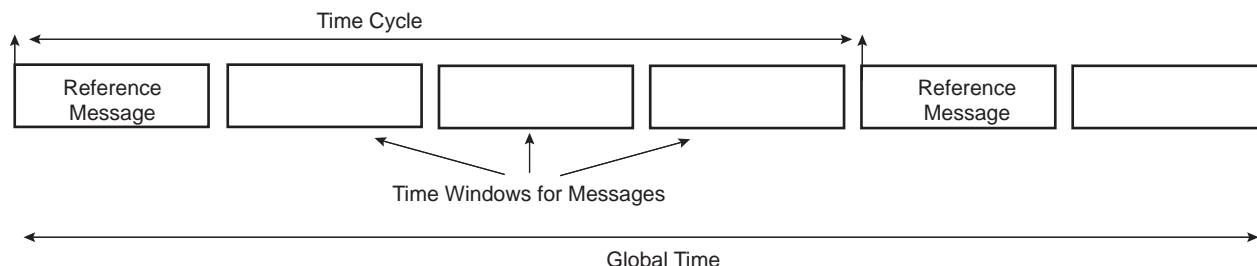 Time Cycle
Reference
Message
Reference
Message
Time Windows for Messages
Global Time